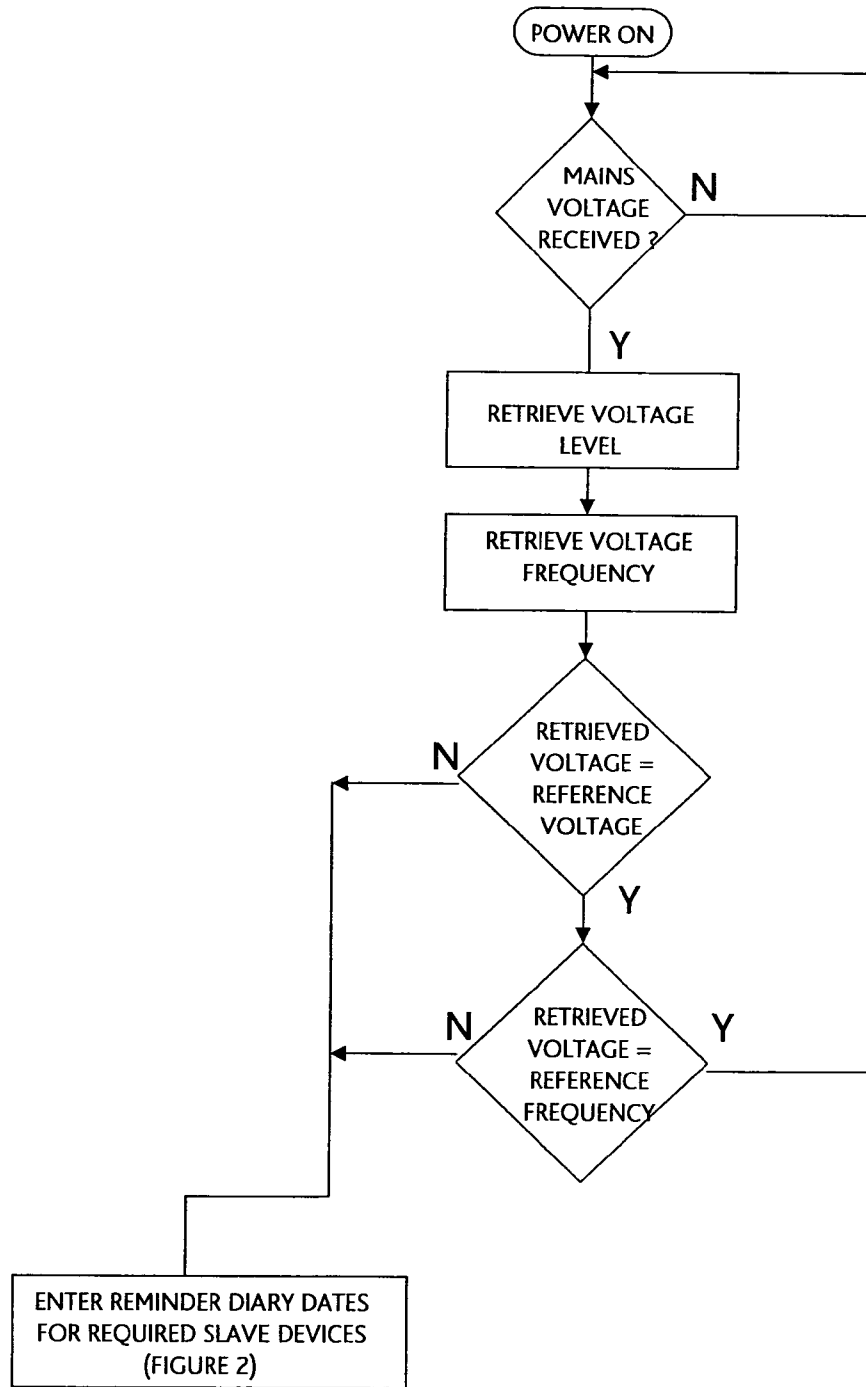 POWER ON
MAINS
VOLTAGE
RECEIVED ?
N
Y
RETRIEVE VOLTAGE
LEVEL
RETRIEVE VOLTAGE
FREQUENCY
RETRIEVED
VOLTAGE =
REFERENCE
VOLTAGE
N
Y
RETRIEVED
VOLTAGE =
REFERENCE
FREQUENCY
N
Y
ENTER REMINDER DIARY DATES
FOR REQUIRED SLAVE DEVICES
(FIGURE 2)